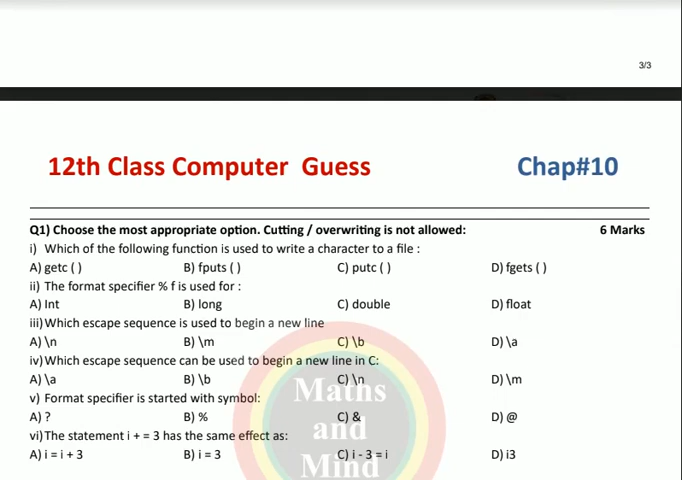 3/3
12th Class Computer Guess Chap#10
Q1) Choose the most appropriate option. Cutting / overwriting is not allowed: 6 Marks
i) Which of the following function is used to write a character to a file :
A) getc ( ) B) fputs ( ) C) putc ( ) D) fgets ( )
ii) The format specifier % f is used for :
A) Int B) long C) double D) float
iii) Which escape sequence is used to begin a new line
A) \n B) \m C) \b D) \a
iv) Which escape sequence can be used to begin a new line in C:
A) \a B) \b C) \n D) \m
v) Format specifier is started with symbol:
A) ? B) % C) & D) @
vi) The statement i + = 3 has the same effect as:
A) i = i + 3 B) i = 3 C) i - 3 = i D) i3
Maths
and
Mind